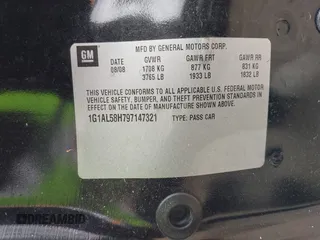 GM
MFD BY GENERAL MOTORS CORP.
DATE GVWR GAWR FRT GAWR RR
08/08 1708 KG 877 KG 831 KG
3765 LB 1933 LB 1832 LB
THIS VEHICLE CONFORMS TO ALL APPLICABLE U.S. FEDERAL MOTOR
VEHICLE SAFETY, BUMPER, AND THEFT PREVENTION STANDARDS
IN EFFECT ON THE DATE OF MANUFACTURE SHOWN ABOVE.
1G1AL58H797147321 TYPE: PASS CAR
DREAMBID